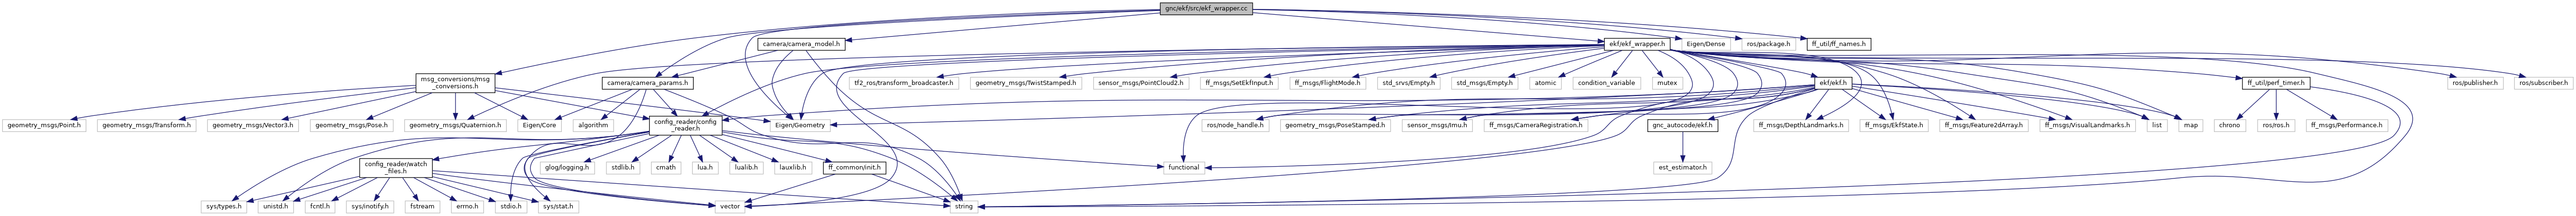 gnc/ekf/src/ekf_wrapper.cc
camera/camera_model.h
ekf/ekf_wrapper.h
Eigen/Dense
ros/package.h
ff_util/ff_names.h
msg_conversions/msg
_conversions.h
camera/camera_params.h
tf2_ros/transform_broadcaster.h
geometry_msgs/TwistStamped.h
sensor_msgs/PointCloud2.h
ff_msgs/SetEkfInput.h
ff_msgs/FlightMode.h
std_srvs/Empty.h
std_msgs/Empty.h
atomic
condition_variable
mutex
ekf/ekf.h
ff_util/perf_timer.h
ros/publisher.h
ros/subscriber.h
geometry_msgs/Point.h
geometry_msgs/Transform.h
geometry_msgs/Vector3.h
geometry_msgs/Pose.h
geometry_msgs/Quaternion.h
Eigen/Core
algorithm
config_reader/config
_reader.h
Eigen/Geometry
ros/node_handle.h
geometry_msgs/PoseStamped.h
sensor_msgs/Imu.h
ff_msgs/CameraRegistration.h
gnc_autocode/ekf.h
ff_msgs/DepthLandmarks.h
ff_msgs/EkfState.h
ff_msgs/Feature2dArray.h
ff_msgs/VisualLandmarks.h
list
map
chrono
ros/ros.h
ff_msgs/Performance.h
config_reader/watch
_files.h
glog/logging.h
stdlib.h
cmath
lua.h
lualib.h
lauxlib.h
ff_common/init.h
functional
est_estimator.h
sys/types.h
unistd.h
fcntl.h
sys/inotify.h
fstream
errno.h
stdio.h
sys/stat.h
vector
string